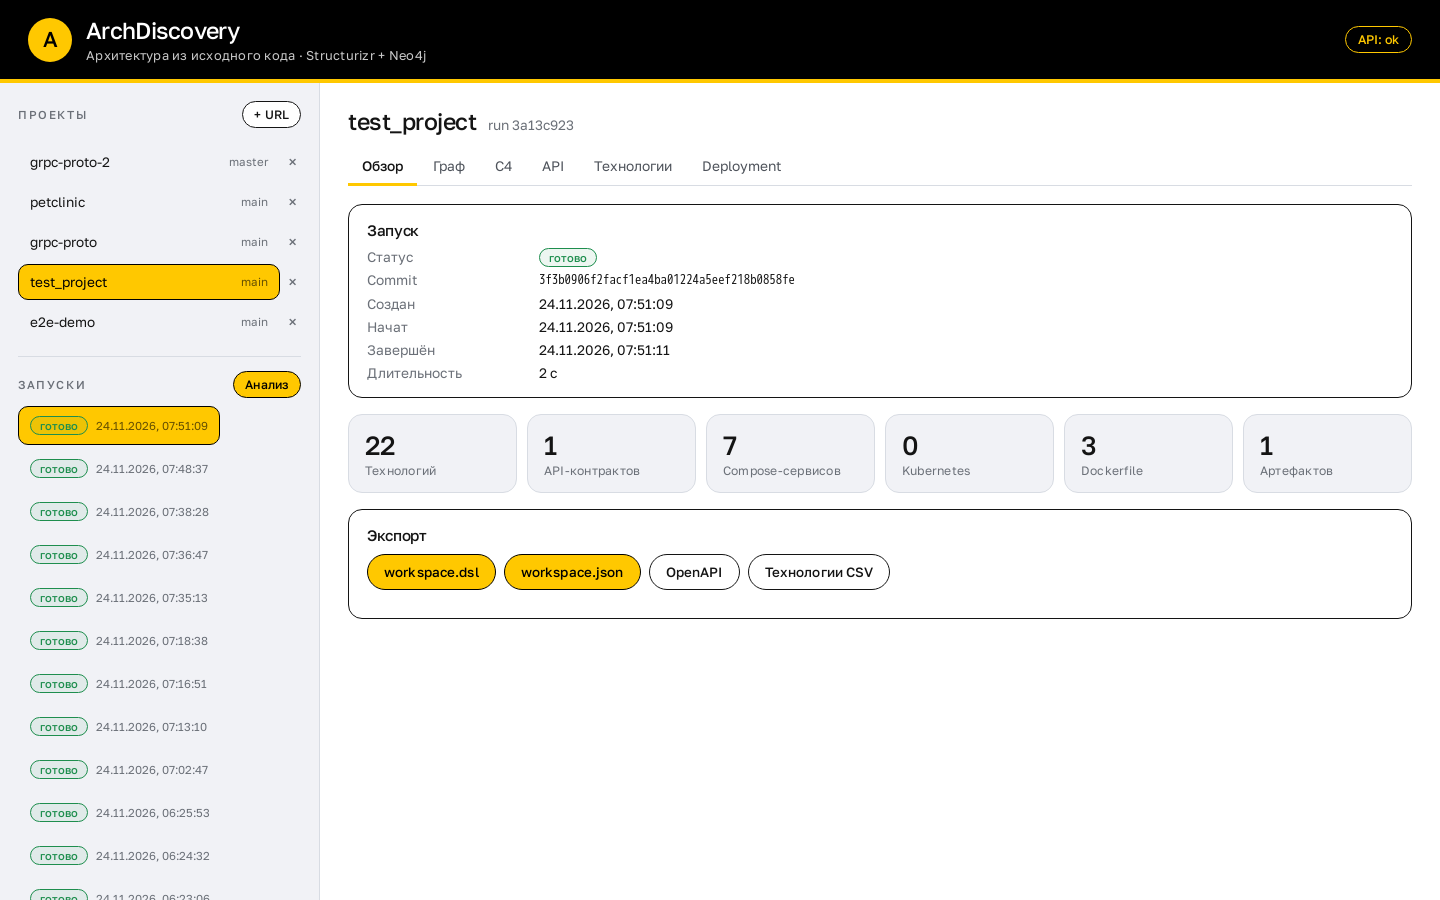 A
ArchDiscovery
Архитектура из исходного кода · Structurizr + Neo4j
API: ok
ПРОЕКТЫ
+ URL
grpc-proto-2 master ×
petclinic main ×
grpc-proto main ×
test_project main ×
e2e-demo main ×
ЗАПУСКИ
Анализ
готово 24.11.2026, 07:51:09
готово 24.11.2026, 07:48:37
готово 24.11.2026, 07:38:28
готово 24.11.2026, 07:36:47
готово 24.11.2026, 07:35:13
готово 24.11.2026, 07:18:38
готово 24.11.2026, 07:16:51
готово 24.11.2026, 07:13:10
готово 24.11.2026, 07:02:47
готово 24.11.2026, 06:25:53
готово 24.11.2026, 06:24:32
готово 24.11.2026, 06:23:06
test_project run 3a13c923
Обзор Граф C4 API Технологии Deployment
Запуск
Статус готово
Commit 3f3b0906f2facf1ea4ba01224a5eef218b0858fe
Создан 24.11.2026, 07:51:09
Начат 24.11.2026, 07:51:09
Завершён 24.11.2026, 07:51:11
Длительность 2 с
22
Технологий
1
API-контрактов
7
Compose-сервисов
0
Kubernetes
3
Dockerfile
1
Артефактов
Экспорт
workspace.dsl workspace.json OpenAPI Технологии CSV